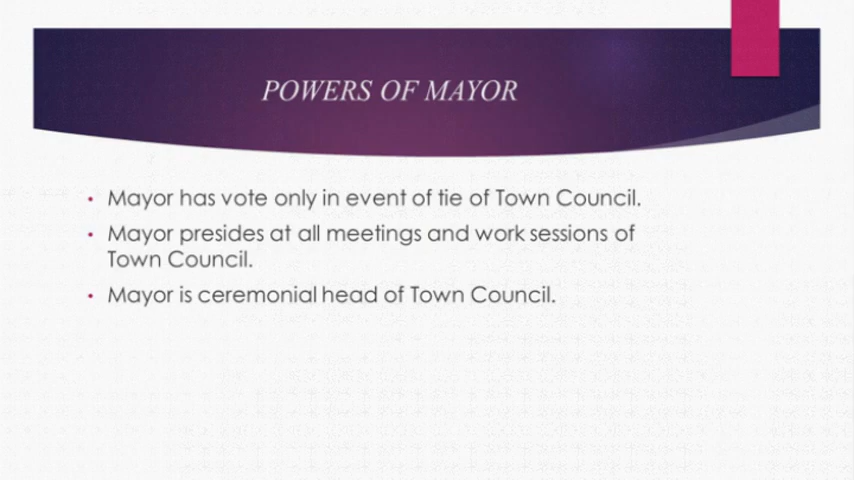 POWERS OF MAYOR
• Mayor has vote only in event of tie of Town Council.
• Mayor presides at all meetings and work sessions of
Town Council.
• Mayor is ceremonial head of Town Council.